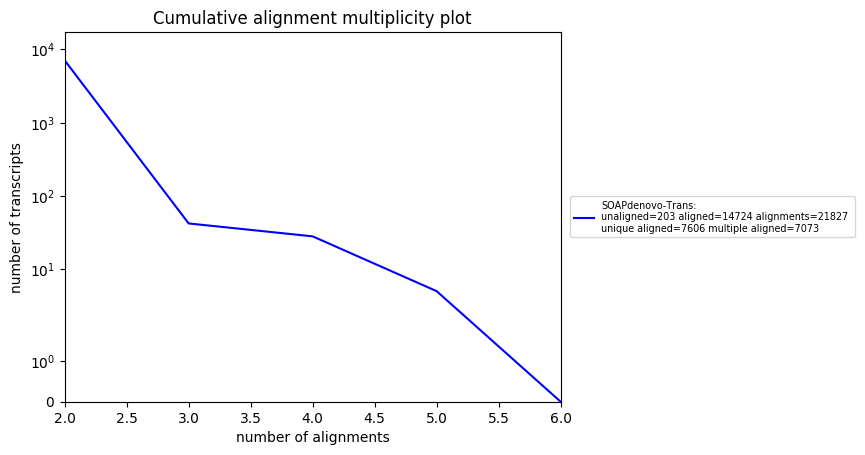 Cumulative alignment multiplicity plot
number of transcripts
10^4
10^3
10^2
10^1
10^0
0
2.0 2.5 3.0 3.5 4.0 4.5 5.0 5.5 6.0
number of alignments
SOAPdenovo-Trans:
unaligned=203 aligned=14724 alignments=21827
unique aligned=7606 multiple aligned=7073